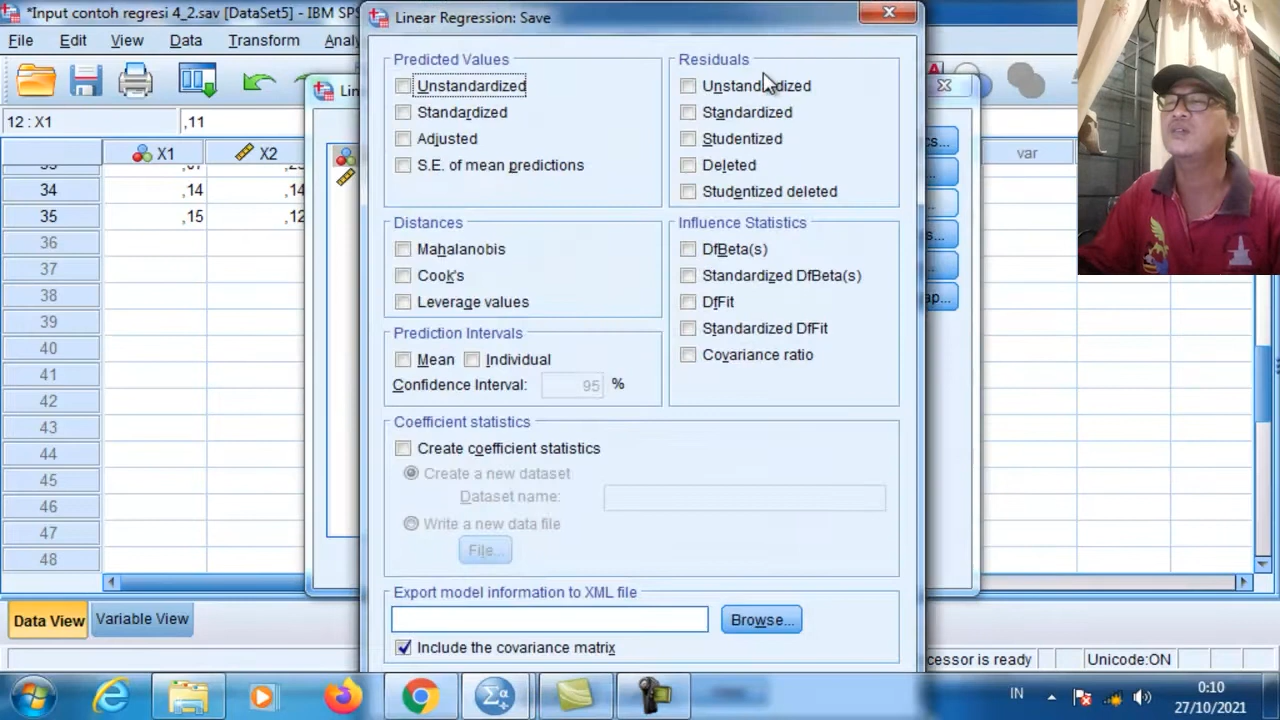 *Input contoh regresi 4_2.sav [DataSet5] - IBM SPS
Linear Regression: Save
File Edit View Data Transform Analy
12 : X1 ,11
X1 X2 var
34 ,14 ,14
35 ,15 ,12
36
37
38
39
40
41
42
43
44
45
46
47
48
Predicted Values
Unstandardized
Standardized
Adjusted
S.E. of mean predictions
Residuals
Unstandardized
Standardized
Studentized
Deleted
Studentized deleted
Distances
Mahalanobis
Cook's
Leverage values
Influence Statistics
DfBeta(s)
Standardized DfBeta(s)
DfFit
Standardized DfFit
Covariance ratio
Prediction Intervals
Mean Individual
Confidence Interval: 95 %
Coefficient statistics
Create coefficient statistics
Create a new dataset
Dataset name:
Write a new data file
File...
Export model information to XML file
Browse...
Include the covariance matrix
Data View Variable View
cessor is ready Unicode:ON
IN 0:10
27/10/2021